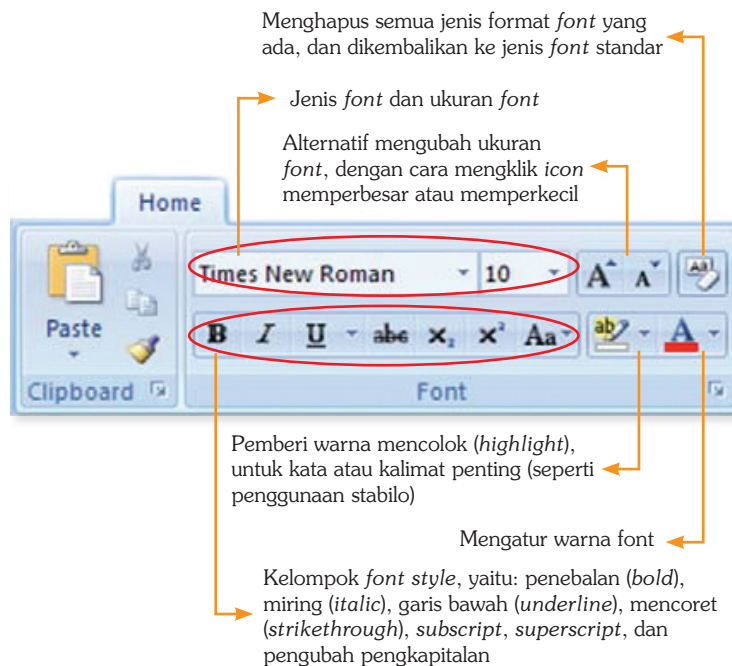 Menghapus semua jenis format font yang
ada, dan dikembalikan ke jenis font standar
Jenis font dan ukuran font
Alternatif mengubah ukuran
font, dengan cara mengklik icon
memperbesar atau memperkecil
Home
Times New Roman 10 A A Aa
Paste
B I U abc x₂ x² Aa ab A
Clipboard Font
Pemberi warna mencolok (highlight),
untuk kata atau kalimat penting (seperti
penggunaan stabilo)
Mengatur warna font
Kelompok font style, yaitu: penebalan (bold),
miring (italic), garis bawah (underline), mencoret
(strikethrough), subscript, superscript, dan
pengubah pengkapitalan